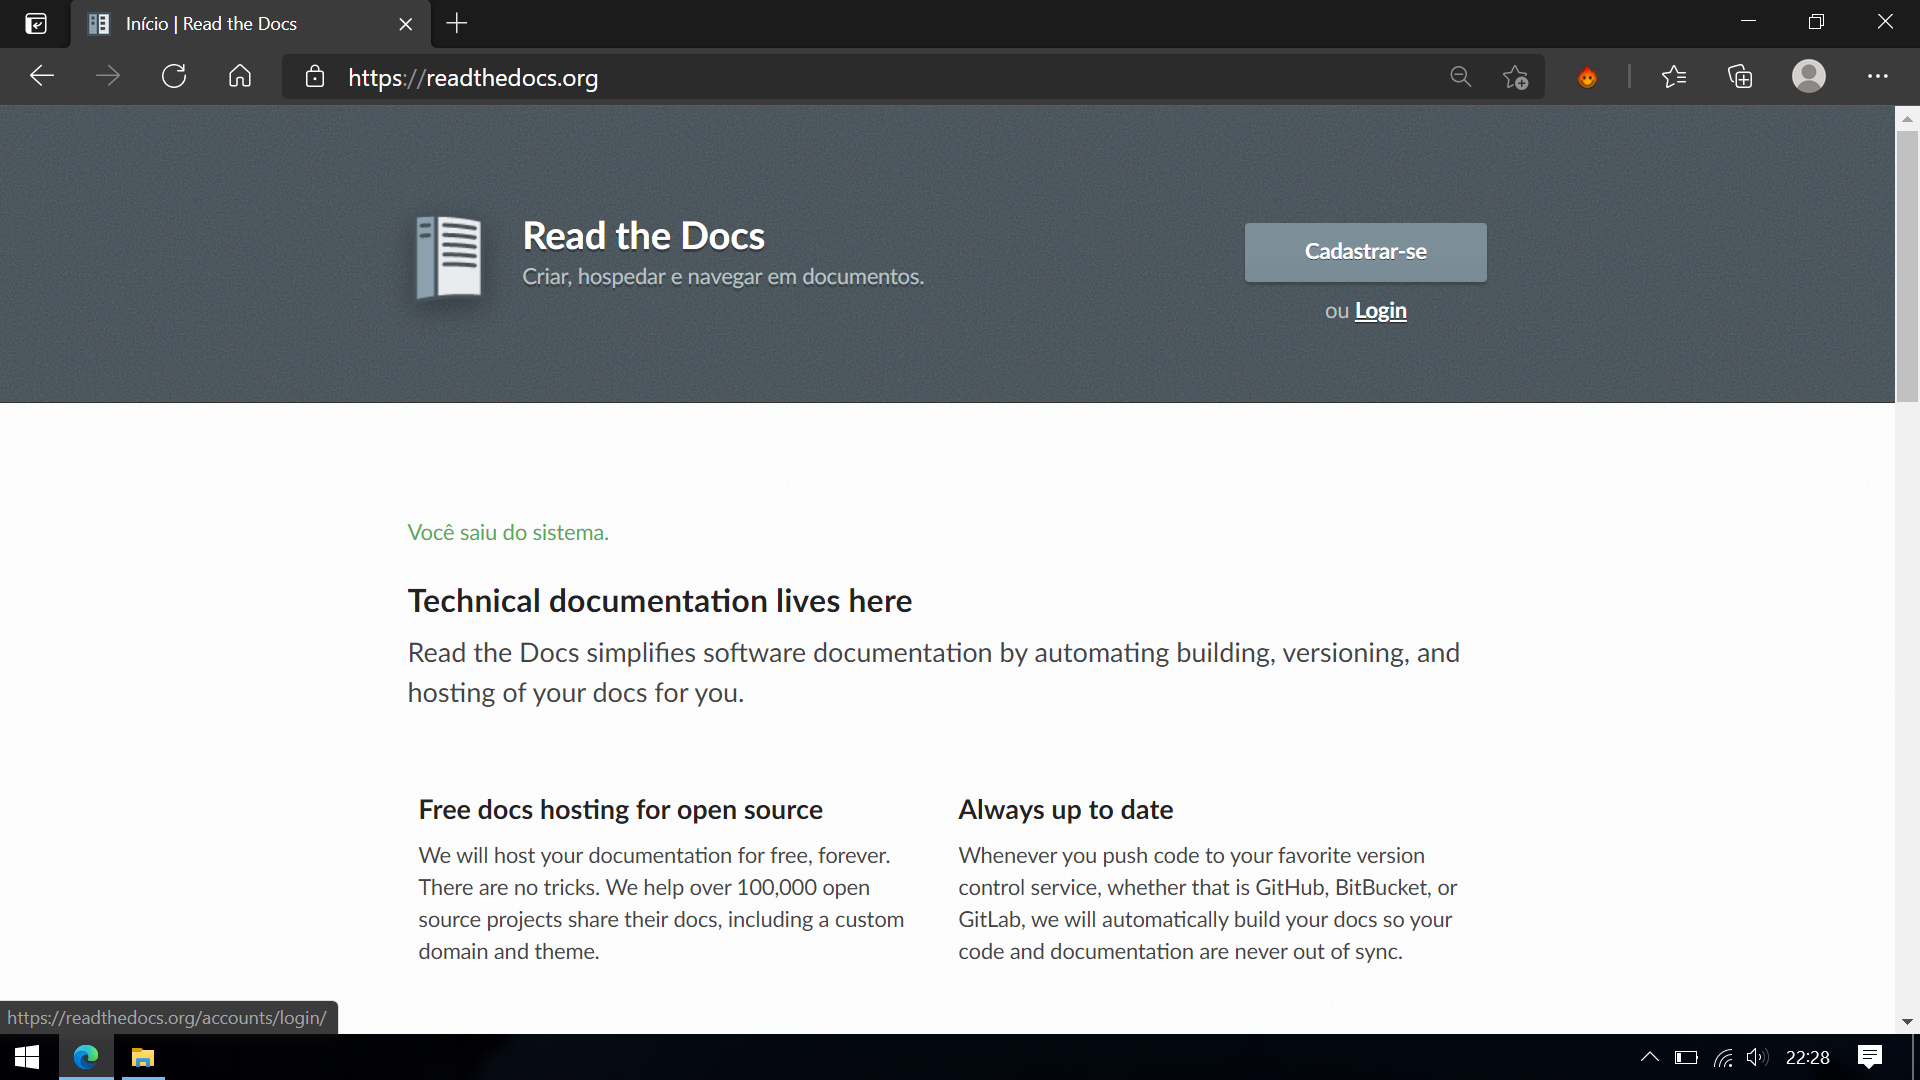 Início | Read the Docs
https://readthedocs.org
Read the Docs
Criar, hospedar e navegar em documentos.
Cadastrar-se
ou Login
Você saiu do sistema.
Technical documentation lives here
Read the Docs simplifies software documentation by automating building, versioning, and
hosting of your docs for you.
Free docs hosting for open source
We will host your documentation for free, forever.
There are no tricks. We help over 100,000 open
source projects share their docs, including a custom
domain and theme.
Always up to date
Whenever you push code to your favorite version
control service, whether that is GitHub, BitBucket, or
GitLab, we will automatically build your docs so your
code and documentation are never out of sync.
https://readthedocs.org/accounts/login/
22:28